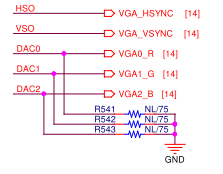 HSO VGA_HSYNC [14]
VSO VGA_VSYNC [14]
DAC0 VGA0_R [14]
DAC1 VGA1_G [14]
DAC2 VGA2_B [14]
R541 NL/75
R542 NL/75
R543 NL/75
GND